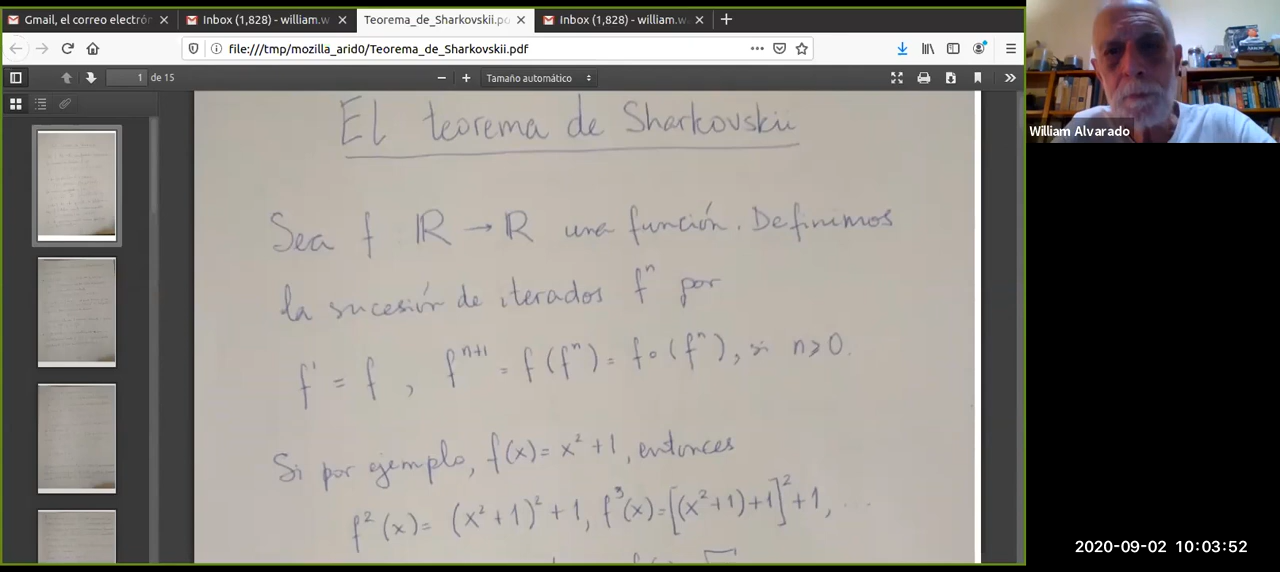 Gmail, el correo electrón
Inbox (1,828) - william.w
Teorema_de_Sharkovskii.p
Inbox (1,828) - william.w
file:///tmp/mozilla_arid0/Teorema_de_Sharkovskii.pdf
1 de 15
Tamaño automático
El teorema de Sharkovskii
Sea f ℝ → ℝ una función. Definimos
la sucesión de iterados fⁿ por
f¹ = f, fⁿ⁺¹ = f(fⁿ) = f∘(fⁿ), si n≥0.
Si por ejemplo, f(x) = x² + 1, entonces
f²(x) = (x²+1)² + 1, f³(x) = [(x²+1)+1]² + 1, ...
William Alvarado
2020-09-02 10:03:52